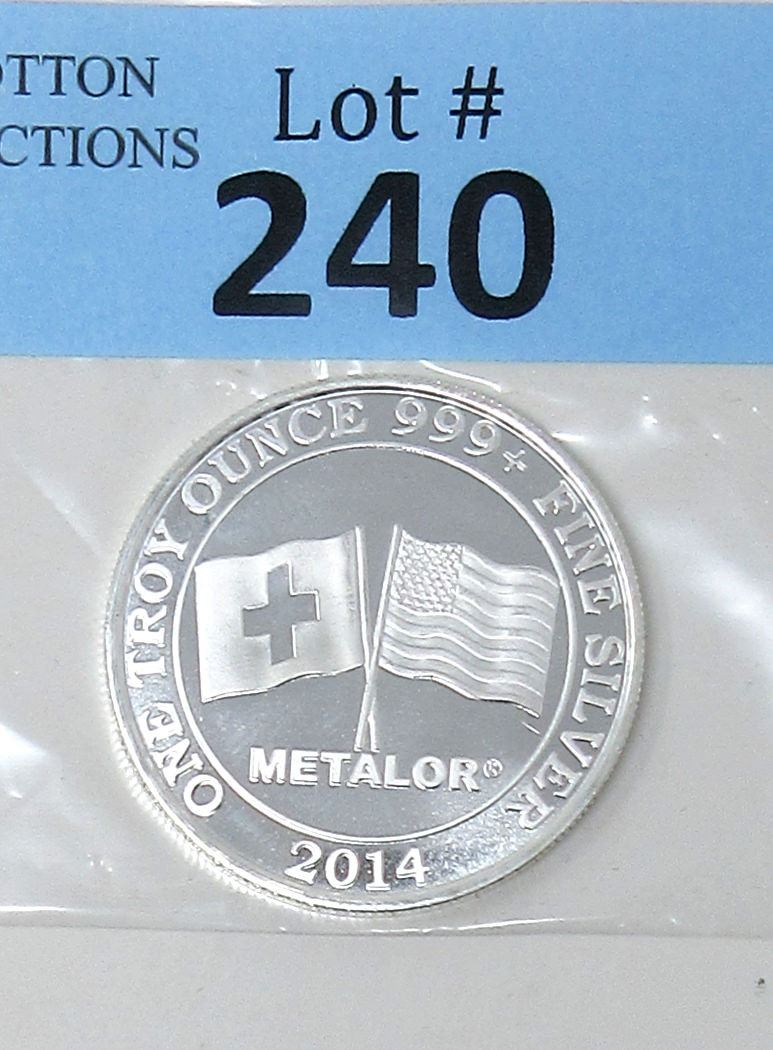 OTTON
CTIONS
Lot #
240
ONE TROY OUNCE 999+ FINE SILVER
METALOR®
2014